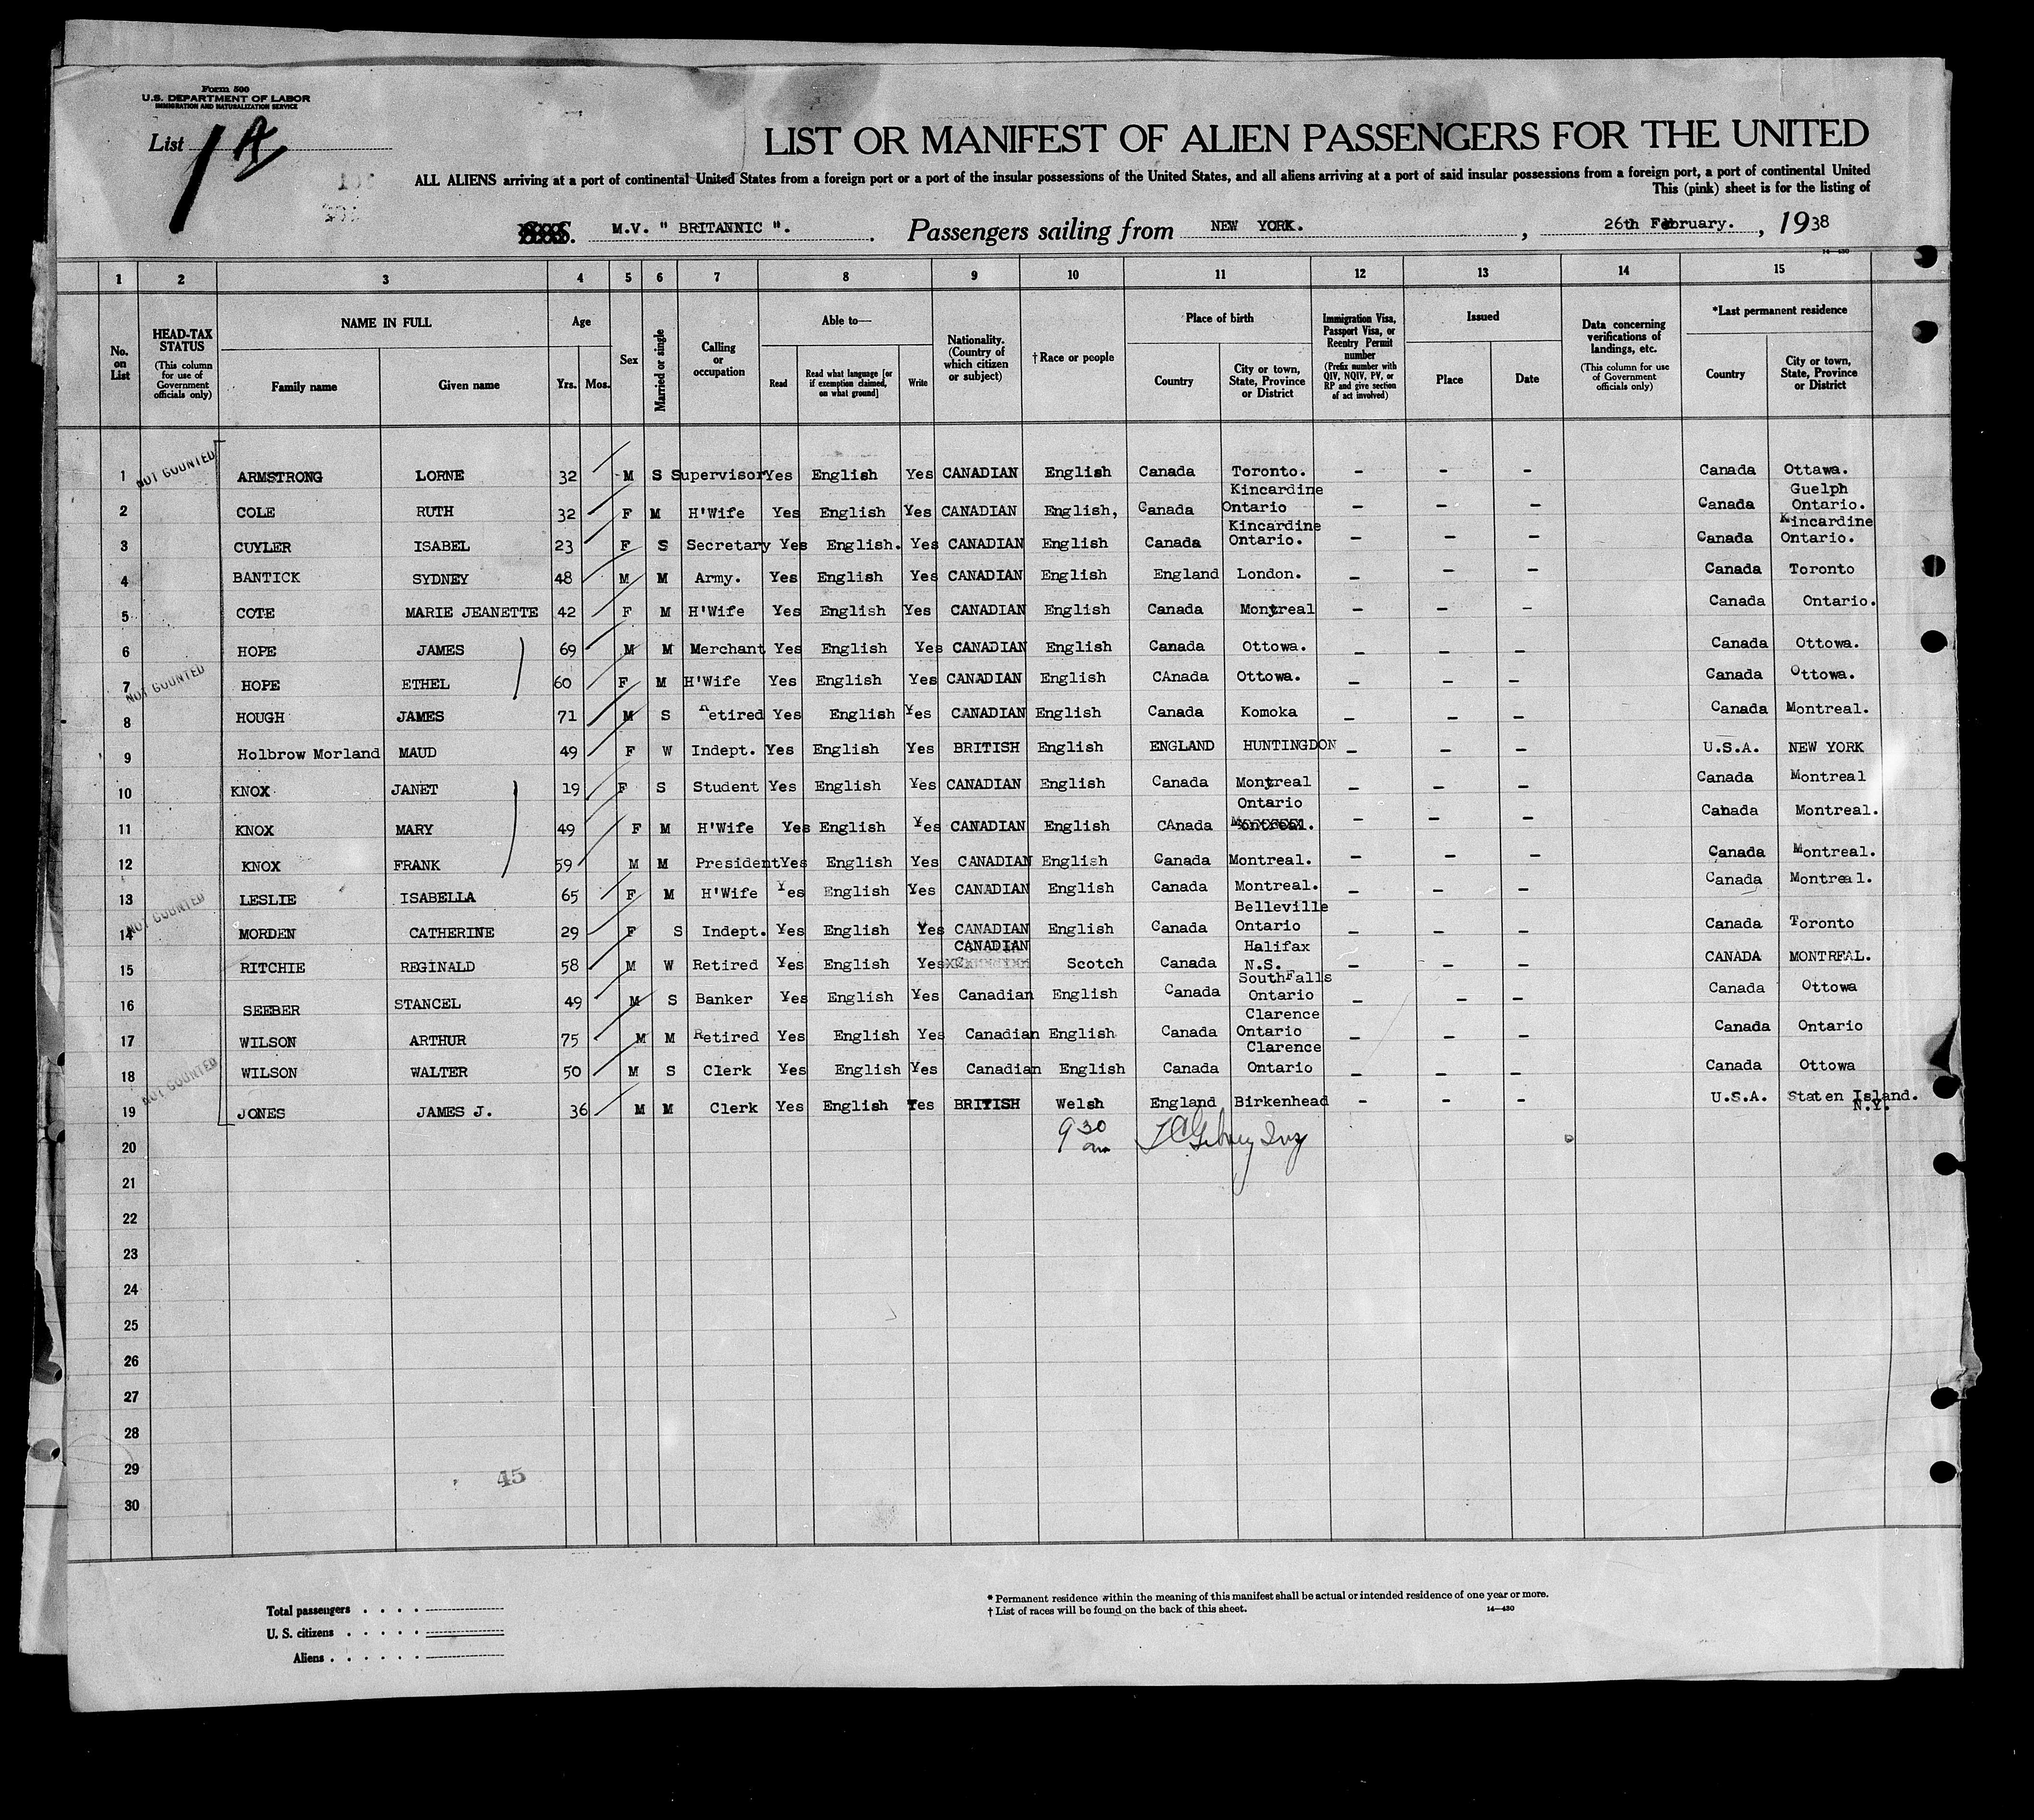 Form 500
U.S. DEPARTMENT OF LABOR
IMMIGRATION AND NATURALIZATION SERVICE
List 1 A
LIST OR MANIFEST OF ALIEN PASSENGERS FOR THE UNITED
ALL ALIENS arriving at a port of continental United States from a foreign port or a port of the insular possessions of the United States, and all aliens arriving at a port of said insular possessions from a foreign port, a port of continental United
This (pink) sheet is for the listing of
S. M.V. " BRITANNIC ". Passengers sailing from NEW YORK. , 26th February. , 1938
14—430
1 2 3 4 5 6 7 8 9 10 11 12 13 14 15
No. on List
HEAD-TAX STATUS (This column for use of Government officials only)
NAME IN FULL Family name Given name
Age Yrs. Mos.
Sex
Married or single
Calling or occupation
Able to— Read Read what language [or if exemption claimed, on what ground] Write
Nationality. (Country of which citizen or subject)
†Race or people
Place of birth Country City or town, State, Province or District
Immigration Visa, Passport Visa, or Reentry Permit number (Prefix number with QIV, NQIV, PV, or RP and give section of act involved)
Issued Place Date
Data concerning verifications of landings, etc. (This column for use of Government officials only)
*Last permanent residence Country City or town, State, Province or District
1 NOT COUNTED ARMSTRONG LORNE 32 M S Supervisor Yes English Yes CANADIAN English Canada Toronto. - - - Canada Ottawa.
2 COLE RUTH 32 F M H'Wife Yes English Yes CANADIAN English, Canada Kincardine Ontario - - - Canada Guelph Ontario.
3 CUYLER ISABEL 23 F S Secretary Yes English. Yes CANADIAN English Canada Kincardine Ontario. - - - Canada Kincardine Ontario.
4 BANTICK SYDNEY 48 M M Army. Yes English Yes CANADIAN English England London. - - - Canada Toronto
5 COTE MARIE JEANETTE 42 F M H'Wife Yes English Yes CANADIAN English Canada Montreal - - - Canada Ontario.
6 HOPE JAMES 69 M M Merchant Yes English Yes CANADIAN English Canada Ottowa. - - - Canada Ottowa.
7 NOT COUNTED HOPE ETHEL 60 F M H'Wife Yes English Yes CANADIAN English CAnada Ottowa. - - - Canada Ottowa.
8 HOUGH JAMES 71 M S Retired Yes English Yes CANADIAN English Canada Komoka - - - Canada Montreal.
9 Holbrow Morland MAUD 49 F W Indept. Yes English Yes BRITISH English ENGLAND HUNTINGDON - - - U.S.A. NEW YORK
10 KNOX JANET 19 F S Student Yes English Yes CANADIAN English Canada Montreal - - - Canada Montreal
11 KNOX MARY 49 F M H'Wife Yes English Yes CANADIAN English CAnada Ontario Montreal. - - - Canada Montreal.
12 KNOX FRANK 59 M M President Yes English Yes CANADIAN English Canada Montreal. - - - Canada Montreal.
13 LESLIE ISABELLA 65 F M H'Wife Yes English Yes CANADIAN English Canada Montreal. - - - Canada Montreal.
14 NOT COUNTED MORDEN CATHERINE 29 F S Indept. Yes English Yes CANADIAN English Canada Belleville Ontario - - - Canada Toronto
15 RITCHIE REGINALD 58 M W Retired Yes English Yes CANADIAN Scotch Canada Halifax N.S. - - - CANADA MONTREAL.
16 SEEBER STANCEL 49 M S Banker Yes English Yes Canadian English Canada SouthFalls Ontario - - - Canada Ottowa
17 WILSON ARTHUR 75 M M Retired Yes English Yes Canadian English Canada Clarence Ontario - - - Canada Ontario
18 NOT COUNTED WILSON WALTER 50 M S Clerk Yes English Yes Canadian English Canada Clarence Ontario - - - Canada Ottowa
19 JONES JAMES J. 36 M M Clerk Yes English Yes BRITISH Welsh England Birkenhead - - - U.S.A. Staten Island. N.Y.
20 9 30 am
21
22
23
24
25
26
27
28
29
30
45
Total passengers
U. S. citizens
Aliens
* Permanent residence within the meaning of this manifest shall be actual or intended residence of one year or more.
† List of races will be found on the back of this sheet. 14—430